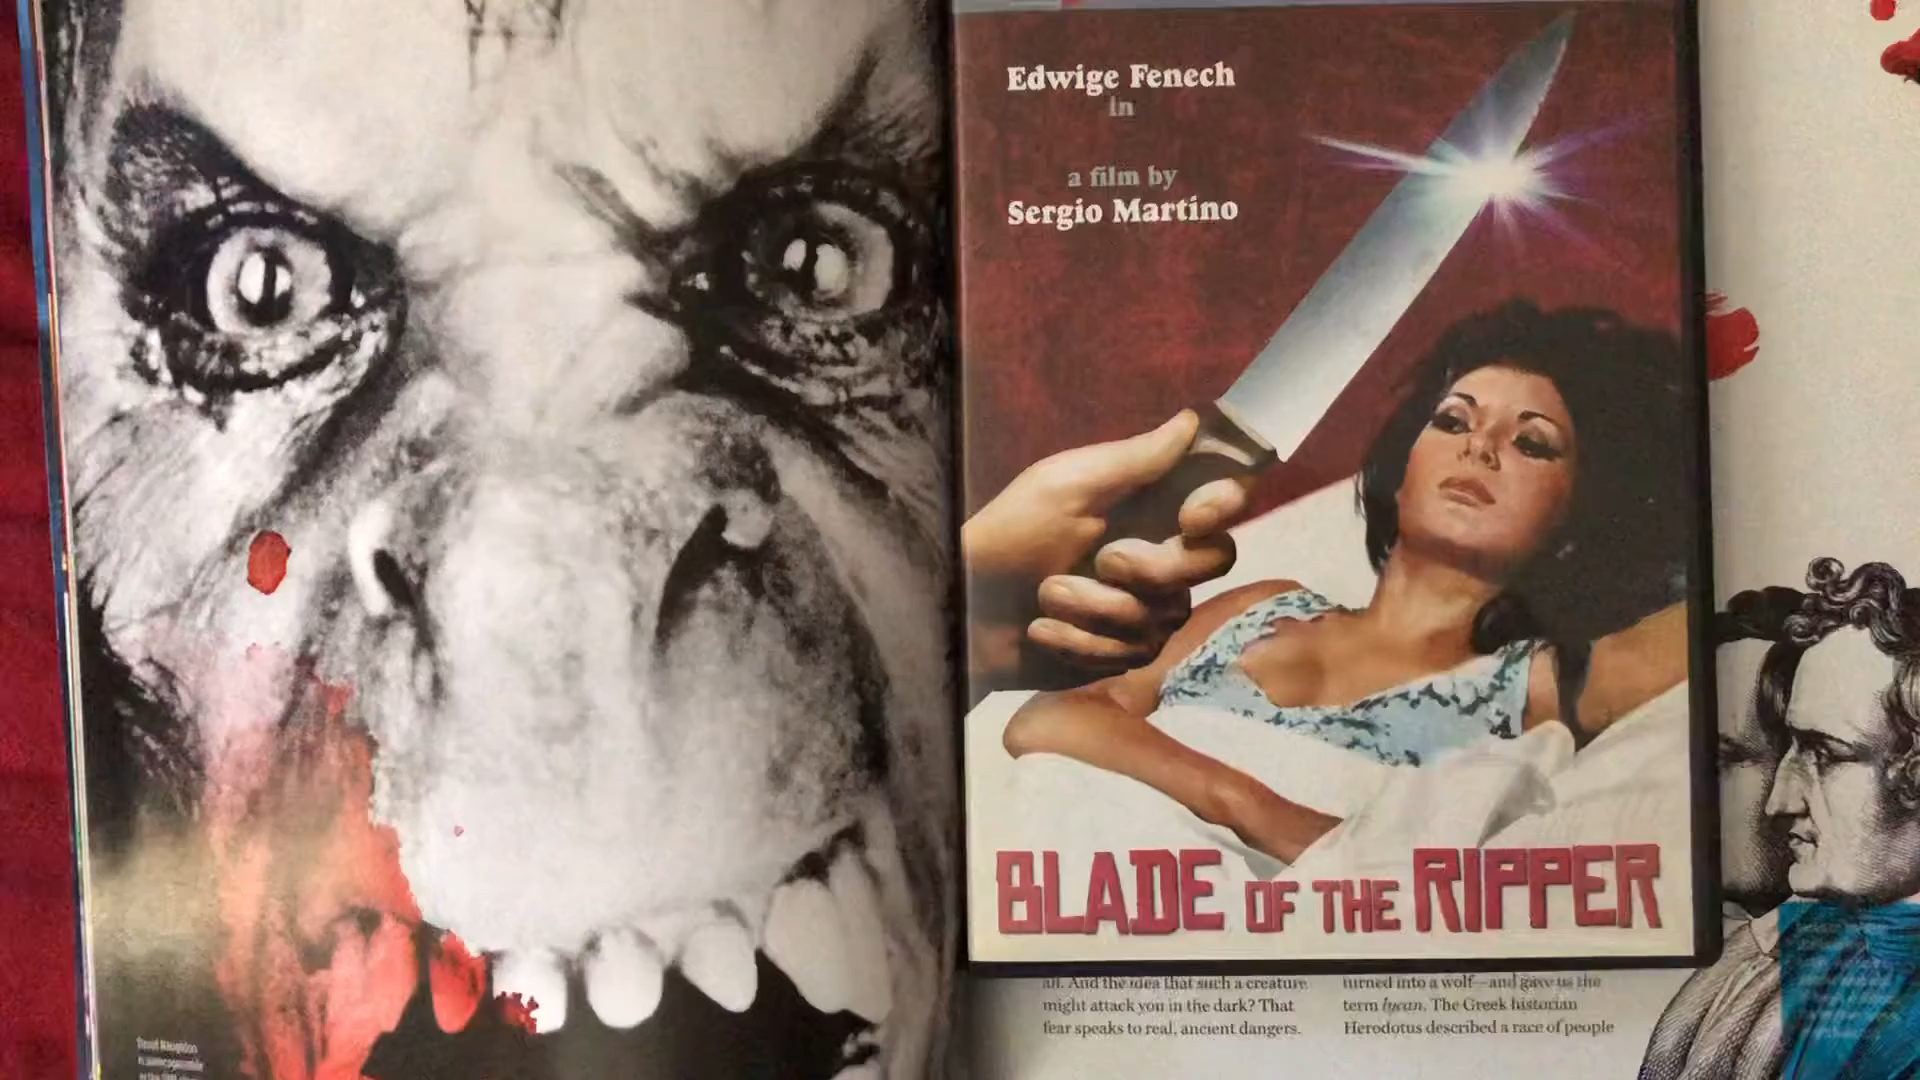 Edwige Fenech
in
a film by
Sergio Martino
BLADE OF THE RIPPER
all. And the idea that such a creature
might attack you in the dark? That
fear speaks to real, ancient dangers.
turned into a wolf—and gave us the
term lycan. The Greek historian
Herodotus described a race of people
David Naughton